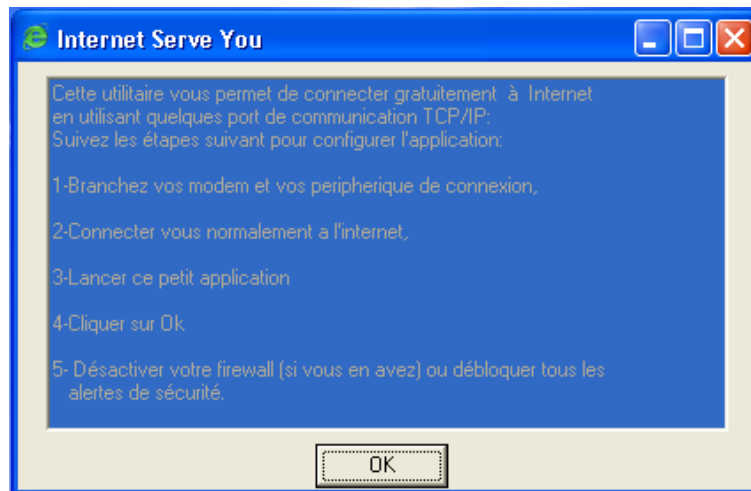 Internet Serve You
Cette utilitaire vous permet de connecter gratuitement à Internet
en utilisant quelques port de communication TCP/IP:
Suivez les étapes suivant pour configurer l'application:
1-Branchez vos modem et vos peripherique de connexion,
2-Connecter vous normalement a l'internet,
3-Lancer ce petit application
4-Cliquer sur Ok
5- Désactiver votre firewall (si vous en avez) ou débloquer tous les
alertes de sécurité.
OK